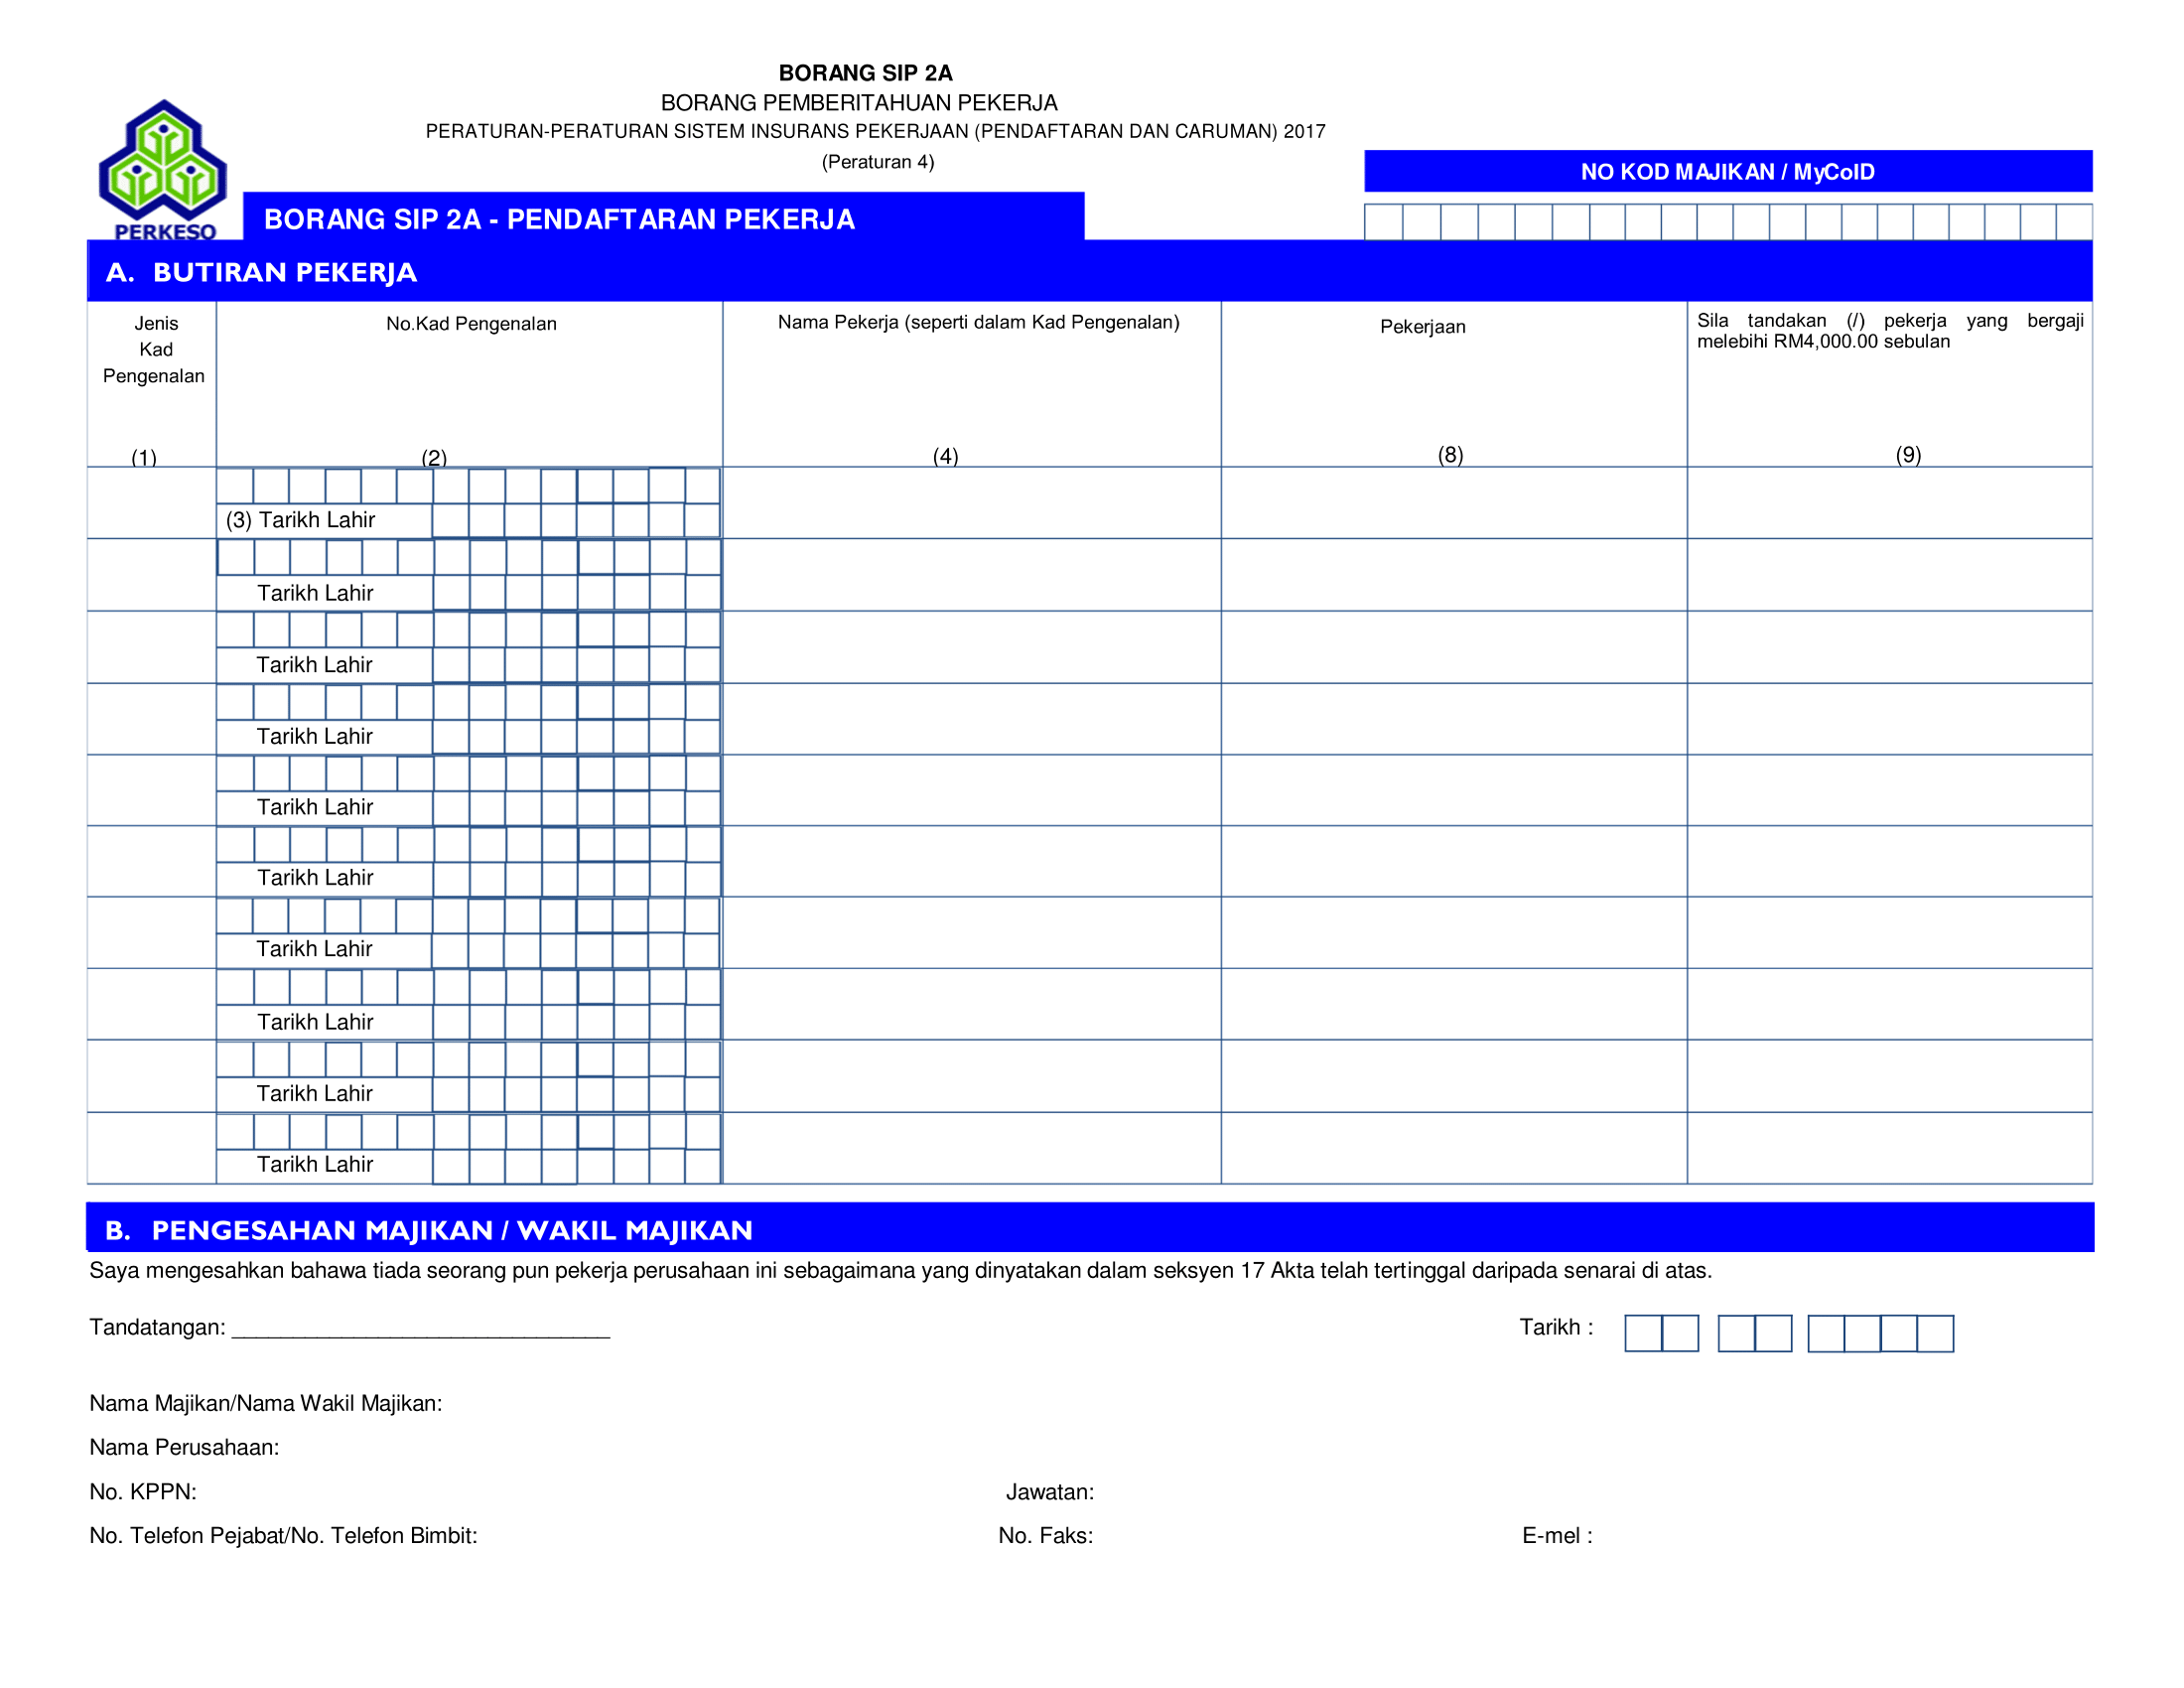 BORANG SIP 2A
BORANG PEMBERITAHUAN PEKERJA
PERATURAN-PERATURAN SISTEM INSURANS PEKERJAAN (PENDAFTARAN DAN CARUMAN) 2017
(Peraturan 4)
NO KOD MAJIKAN / MyCoID
PERKESO
BORANG SIP 2A - PENDAFTARAN PEKERJA
A. BUTIRAN PEKERJA
Jenis
Kad
Pengenalan
(1)
No.Kad Pengenalan
(2)
Nama Pekerja (seperti dalam Kad Pengenalan)
(4)
Pekerjaan
(8)
Sila tandakan (/) pekerja yang bergaji
melebihi RM4,000.00 sebulan
(9)
(3) Tarikh Lahir
Tarikh Lahir
Tarikh Lahir
Tarikh Lahir
Tarikh Lahir
Tarikh Lahir
Tarikh Lahir
Tarikh Lahir
Tarikh Lahir
Tarikh Lahir
B. PENGESAHAN MAJIKAN / WAKIL MAJIKAN
Saya mengesahkan bahawa tiada seorang pun pekerja perusahaan ini sebagaimana yang dinyatakan dalam seksyen 17 Akta telah tertinggal daripada senarai di atas.
Tandatangan: _______________________________ Tarikh :
Nama Majikan/Nama Wakil Majikan:
Nama Perusahaan:
No. KPPN: Jawatan:
No. Telefon Pejabat/No. Telefon Bimbit: No. Faks: E-mel :